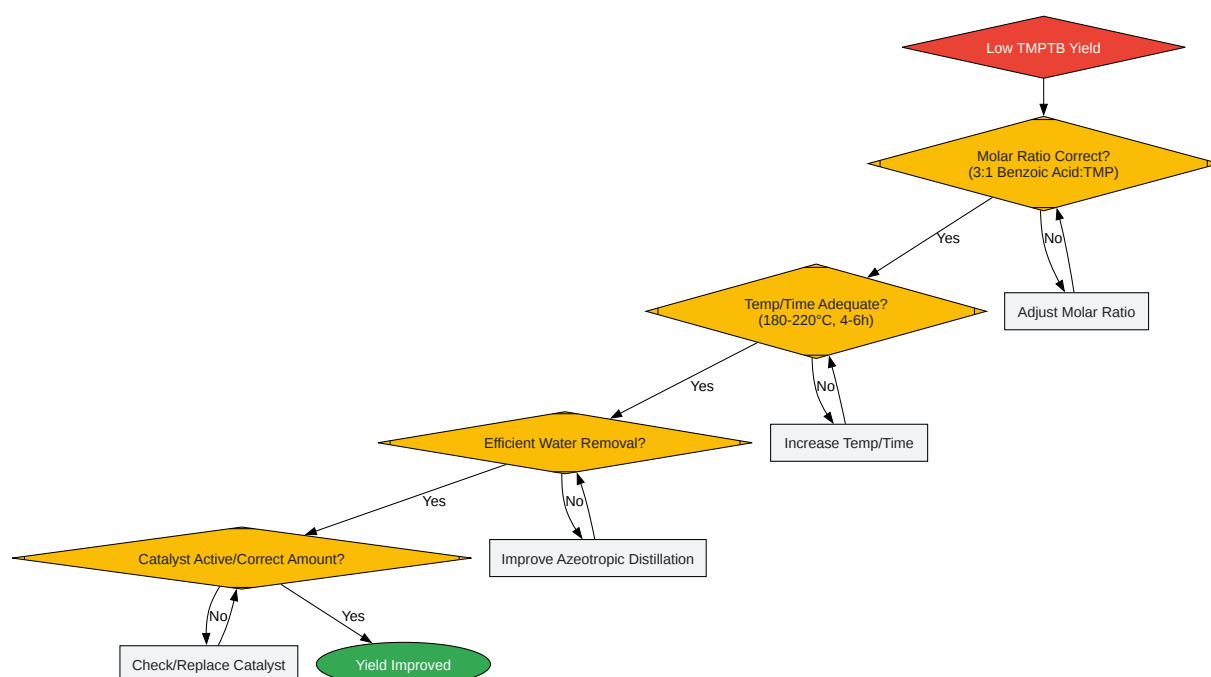 Low TMPTB Yield
Molar Ratio Correct?
(3:1 Benzoic Acid:TMP)
Yes
No
Adjust Molar Ratio
Temp/Time Adequate?
(180-220°C, 4-6h)
Yes
No
Increase Temp/Time
Efficient Water Removal?
Yes
No
Improve Azeotropic Distillation
Catalyst Active/Correct Amount?
No
Yes
Check/Replace Catalyst
Yield Improved